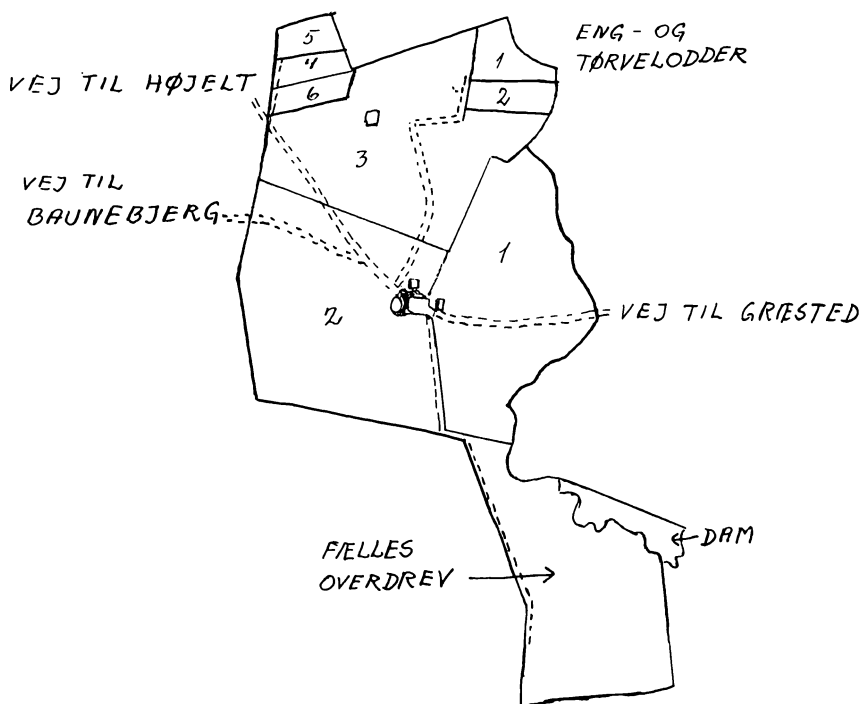 5
4
6
ENG - OG
TØRVELODDER
1
2
VEJ TIL HØJELT
3
VEJ TIL
BAUNEBJERG
1
2
VEJ TIL GRÆSTED
DAM
FÆLLES
OVERDREV